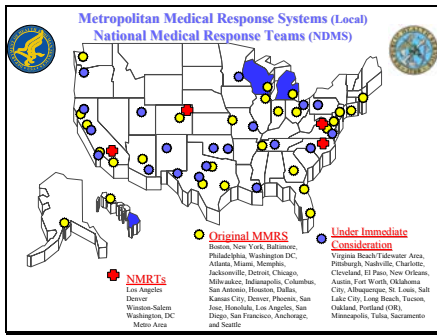 Metropolitan Medical Response Systems (Local)
National Medical Response Teams (NDMS)
NMRTs
Los Angeles
Denver
Winston-Salem
Washington, DC
Metro Area
Original MMRS
Boston, New York, Baltimore,
Philadelphia, Washington DC,
Atlanta, Miami, Memphis,
Jacksonville, Detroit, Chicago,
Milwaukee, Indianapolis, Columbus,
San Antonio, Houston, Dallas,
Kansas City, Denver, Phoenix, San
Jose, Honolulu, Los Angeles, San
Diego, San Francisco, Anchorage,
and Seattle
Under Immediate
Consideration
Virginia Beach/Tidewater Area,
Pittsburgh, Nashville, Charlotte,
Cleveland, El Paso, New Orleans,
Austin, Fort Worth, Oklahoma
City, Albuquerque, St. Louis, Salt
Lake City, Long Beach, Tucson,
Oakland, Portland (OR),
Minneapolis, Tulsa, Sacramento